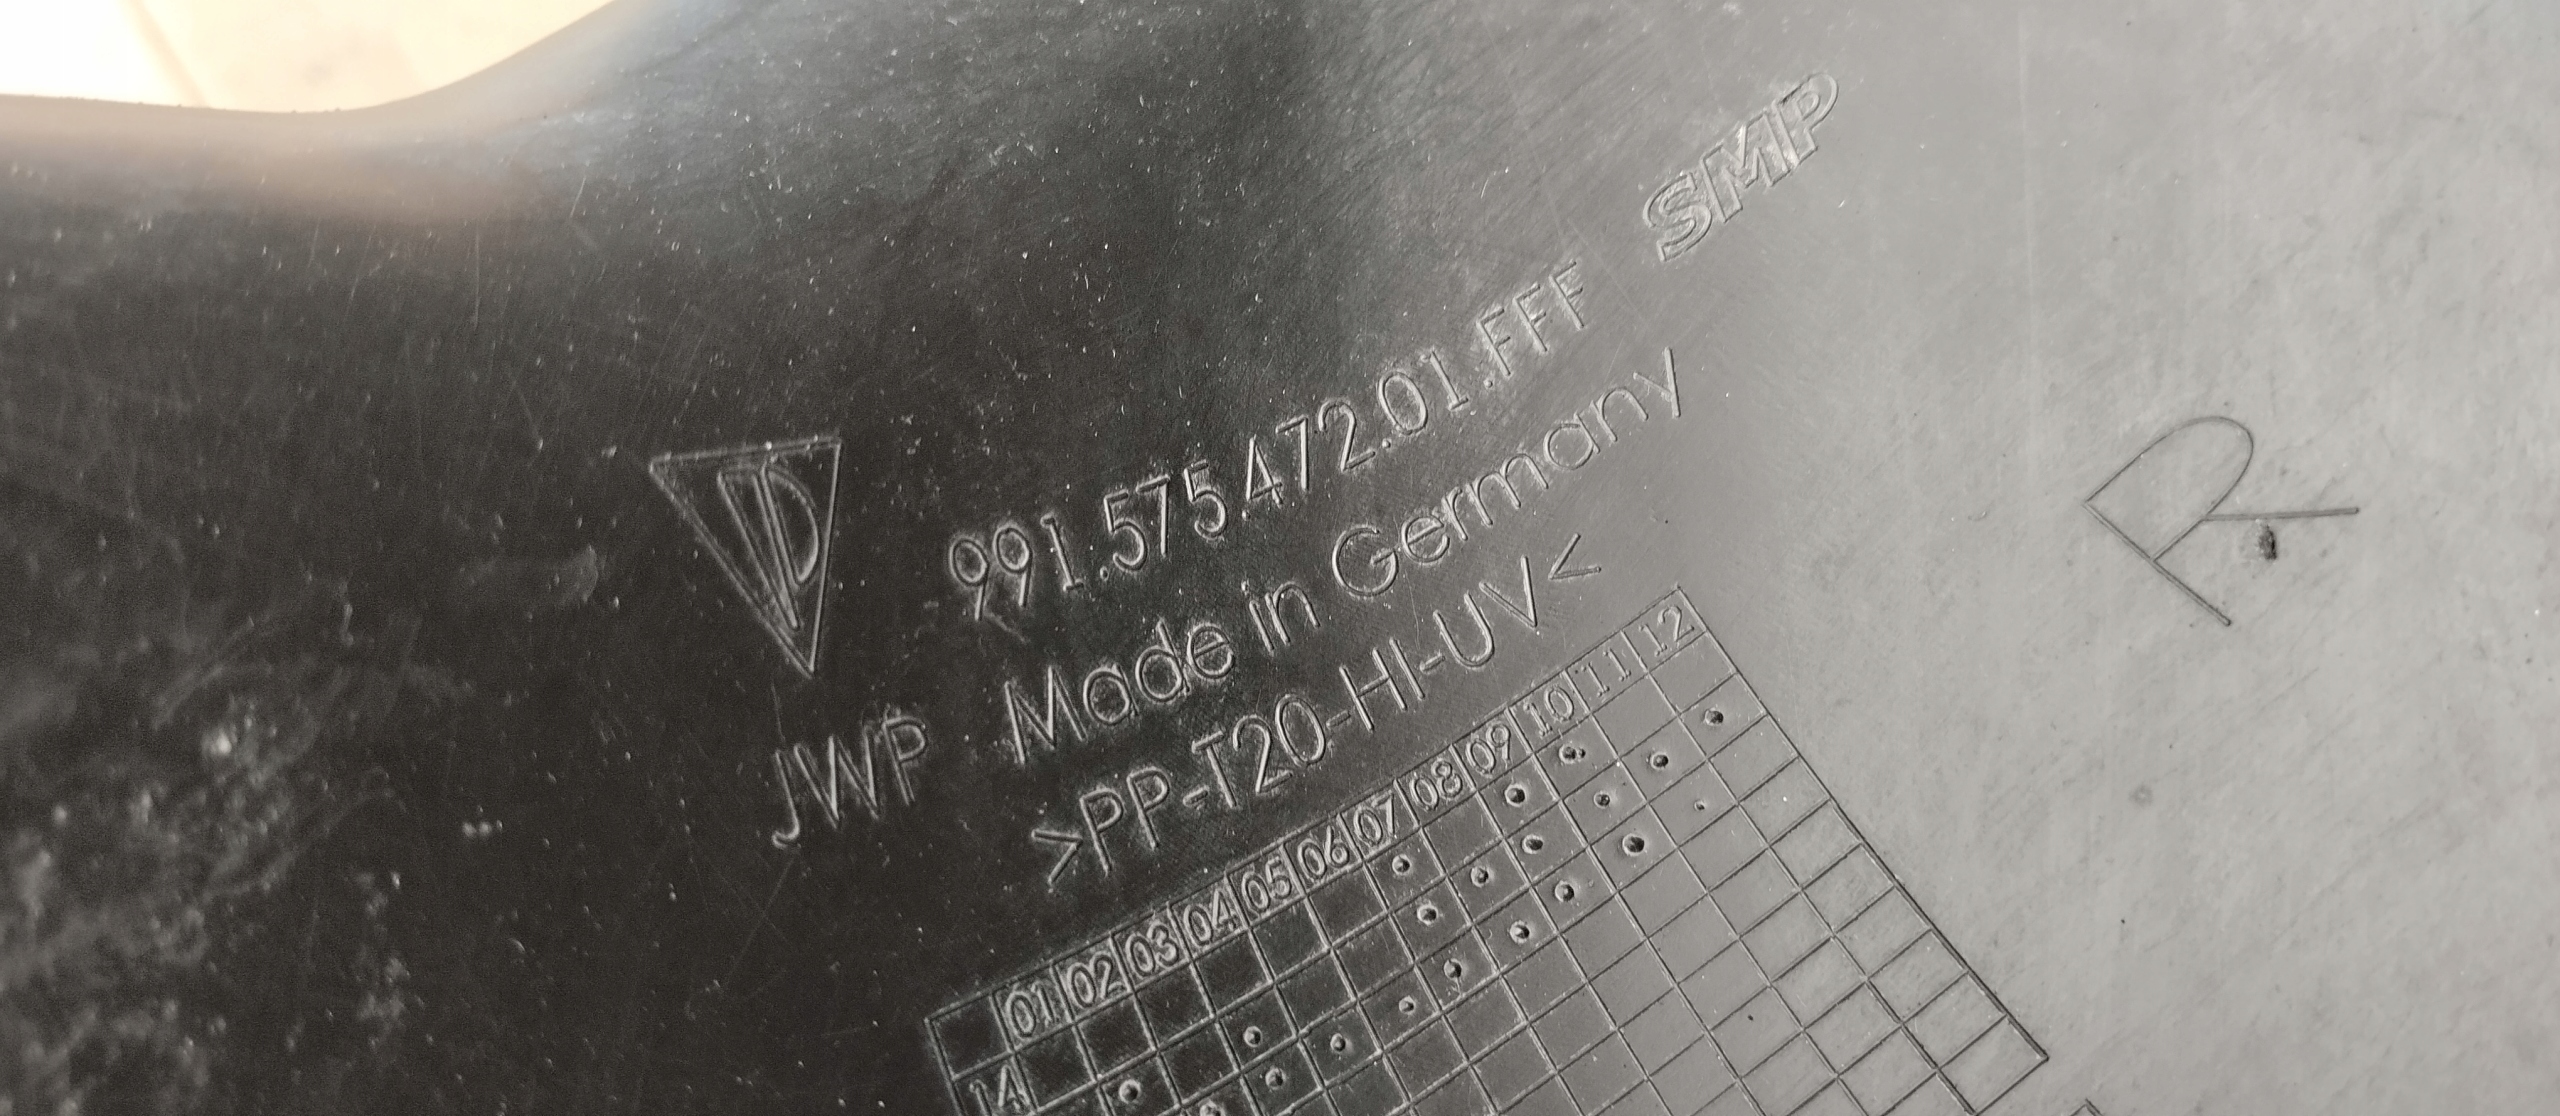 SMP
991.575.472.01.FFF
Made in Germany
JWP
>PP-T20-HI-UV<
R
01 02 03 04 05 06 07 08 09 10 11 12
14